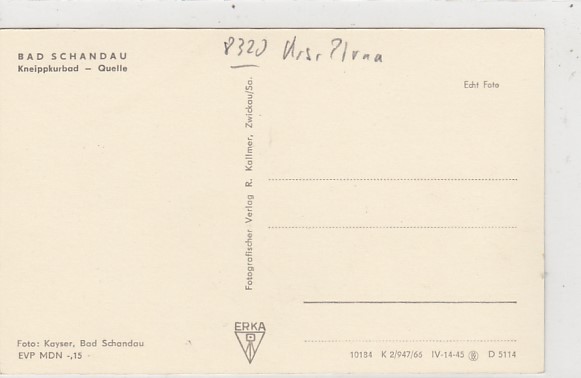 BAD SCHANDAU
Kneippkurbad – Quelle
8320 Krs. Pirna
Echt Foto
Fotografischer Verlag R. Kallmer, Zwickau/Sa.
ERKA
Foto: Kayser, Bad Schandau
EVP MDN -,15
10184 K 2/947/66 IV-14-45 D 5114